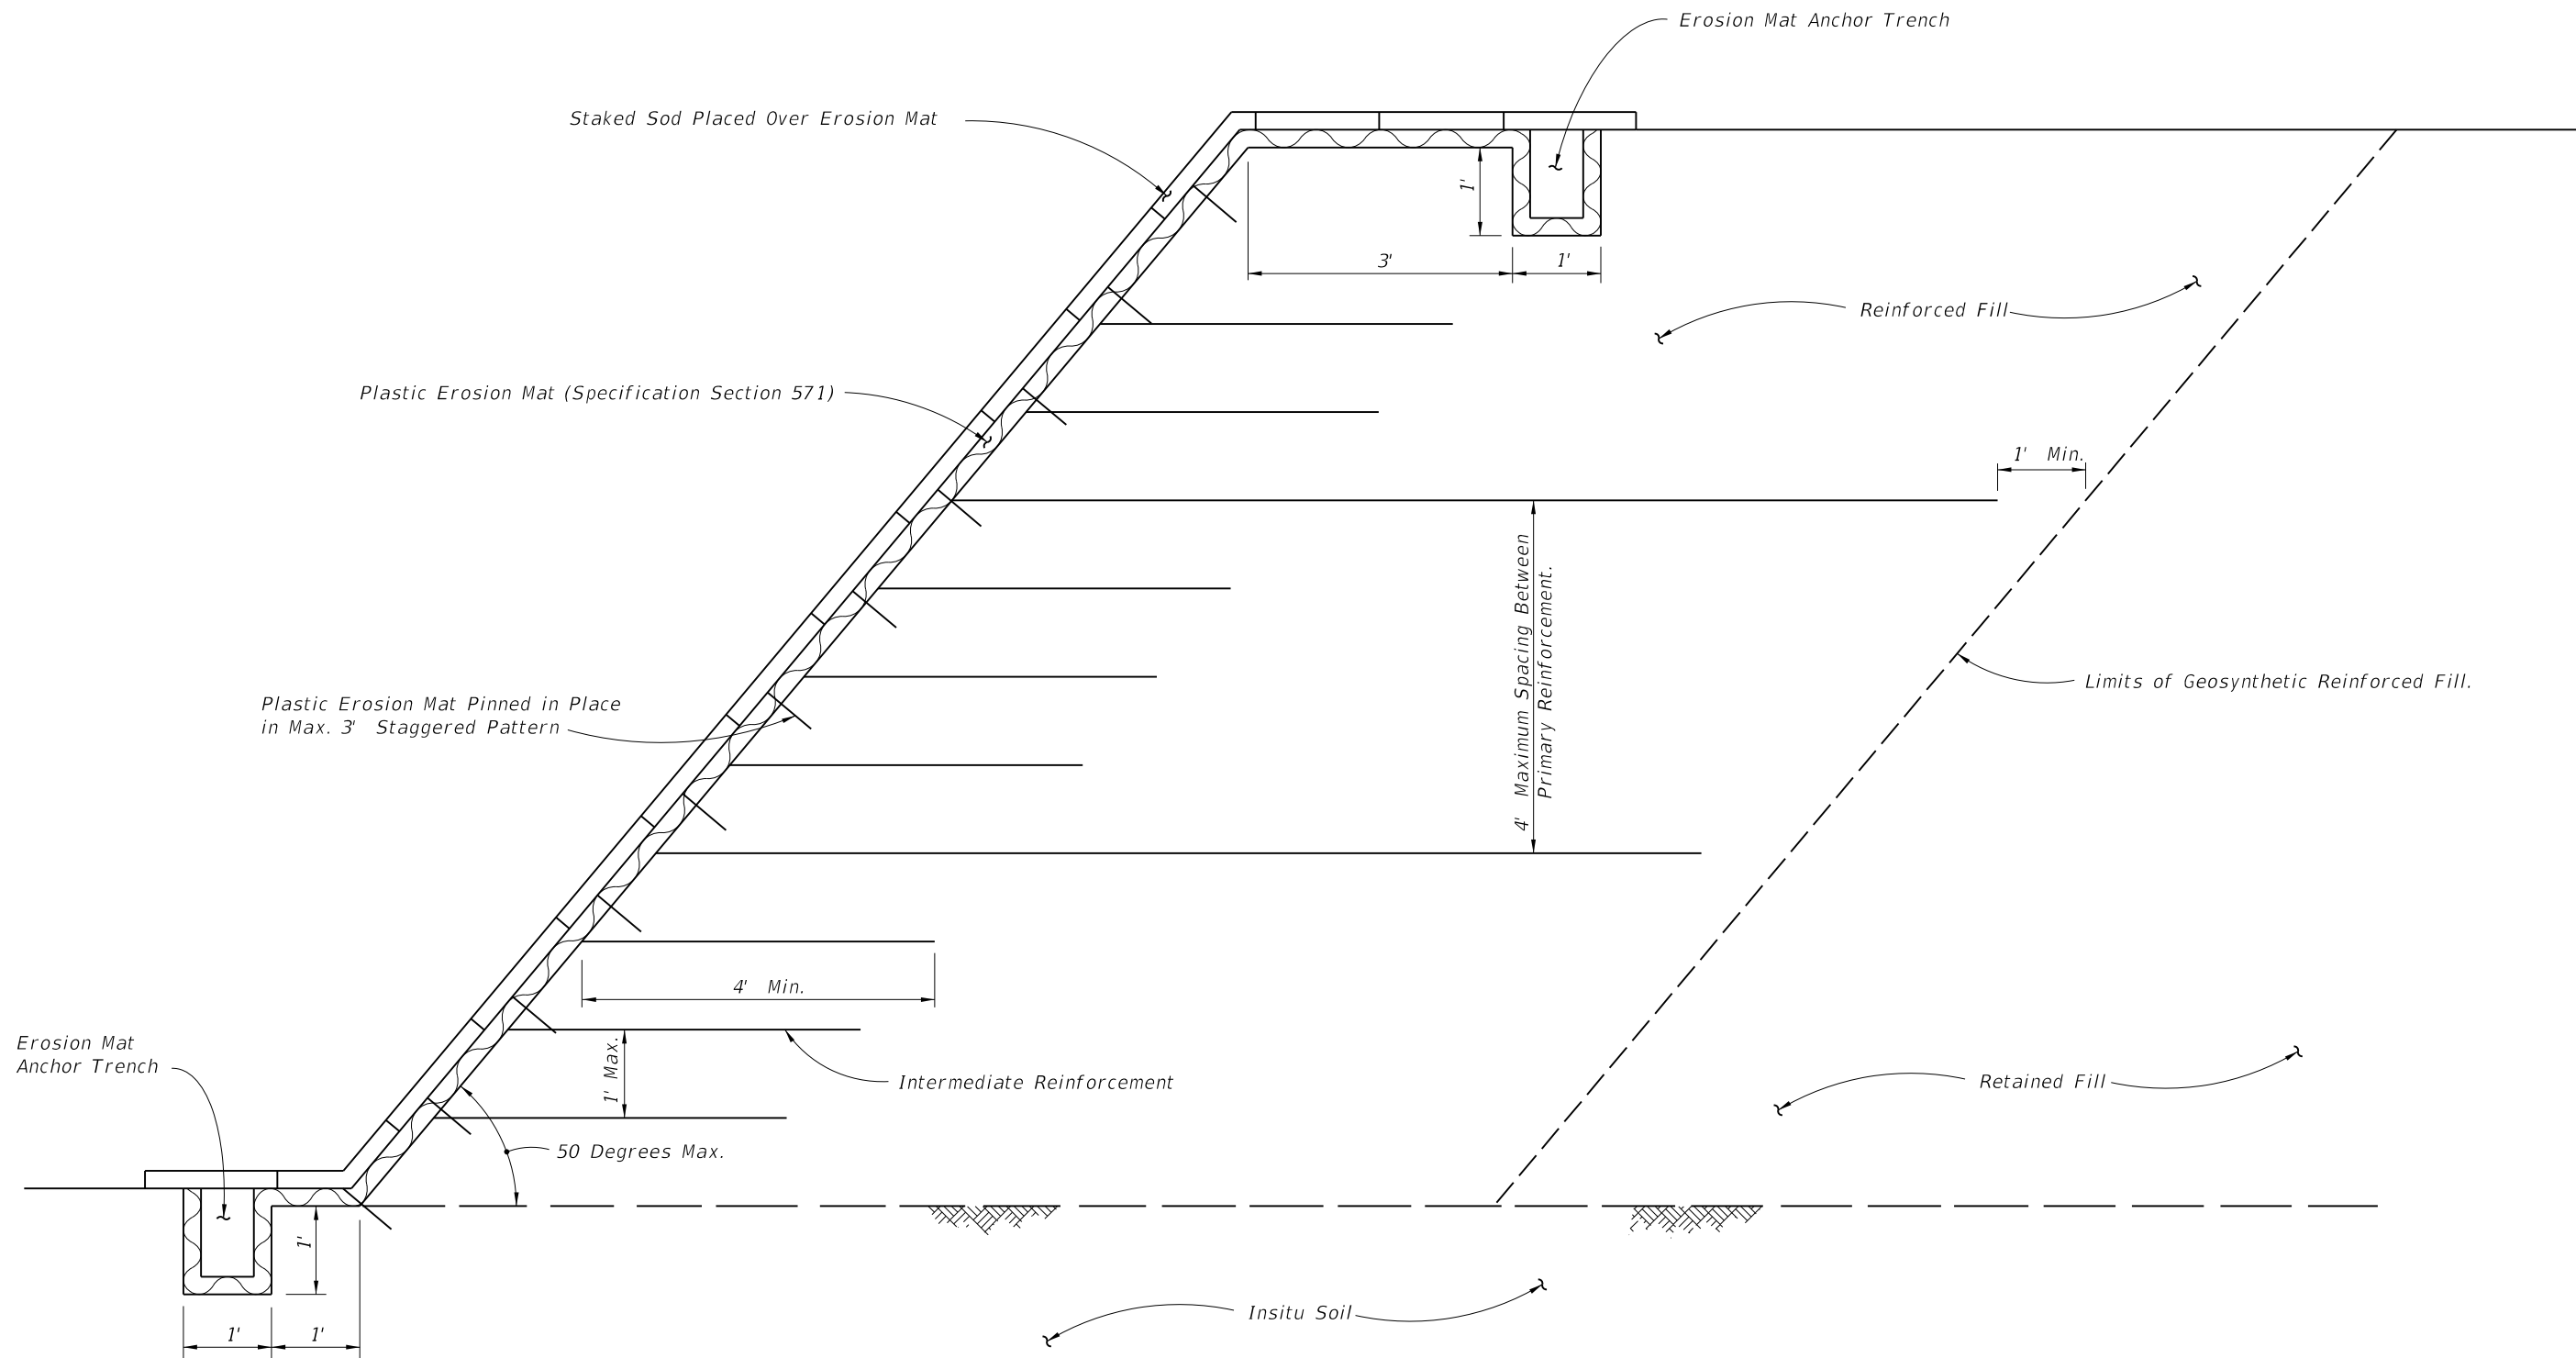 Erosion Mat Anchor Trench
Staked Sod Placed Over Erosion Mat
1'
3'
1'
Reinforced Fill
Plastic Erosion Mat (Specification Section 571)
1' Min.
4' Maximum Spacing Between
Primary Reinforcement.
Limits of Geosynthetic Reinforced Fill.
Plastic Erosion Mat Pinned in Place
in Max. 3' Staggered Pattern
4' Min.
Erosion Mat
Anchor Trench
1' Max.
Intermediate Reinforcement
Retained Fill
50 Degrees Max.
1'
Insitu Soil
1'
1'